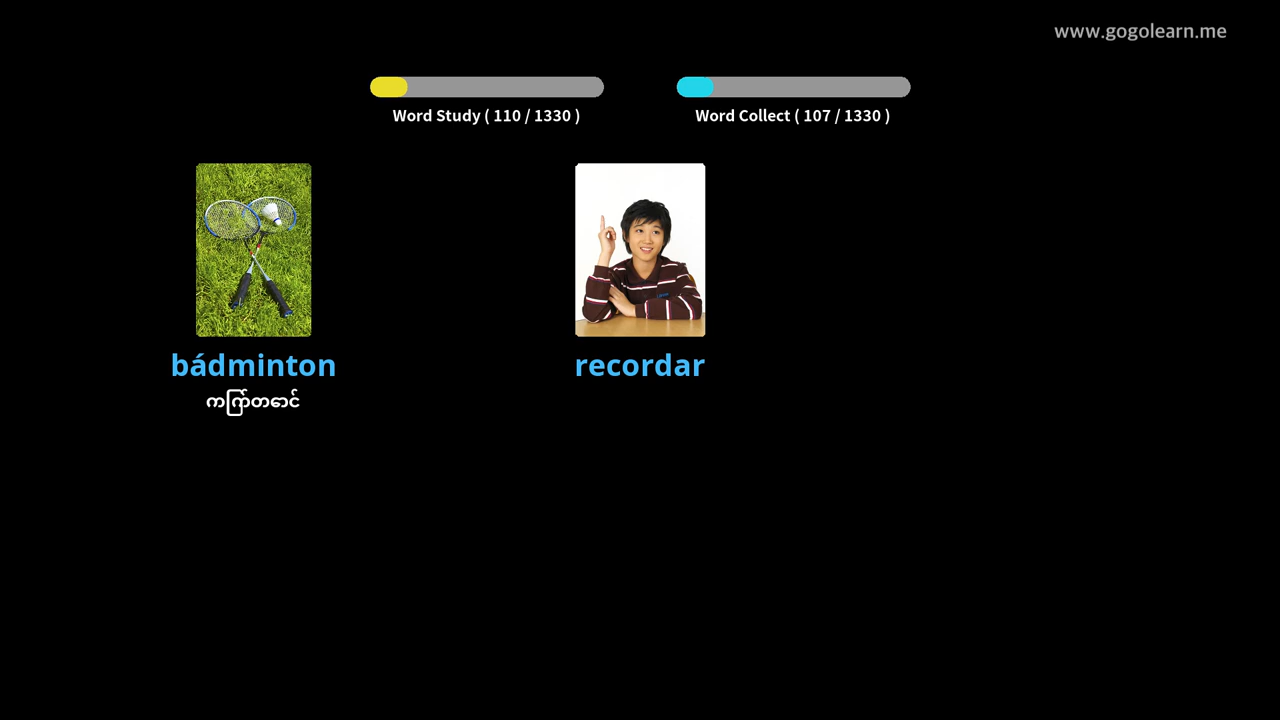 www.gogolearn.me
Word Study ( 110 / 1330 )
Word Collect ( 107 / 1330 )
bádminton
recordar
ကကြ်တ‌ောင်